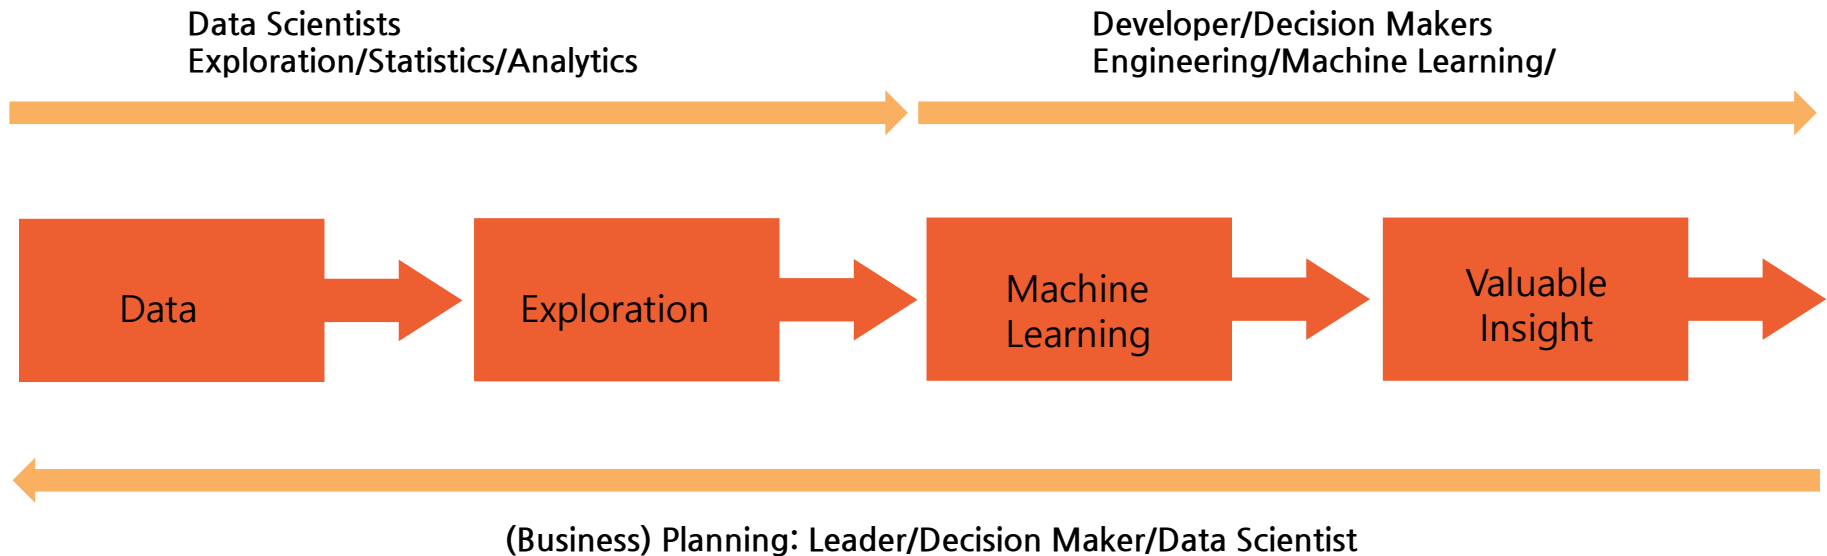 Data Scientists
Exploration/Statistics/Analytics
Developer/Decision Makers
Engineering/Machine Learning/
Data
Exploration
Machine
Learning
Valuable
Insight
(Business) Planning: Leader/Decision Maker/Data Scientist